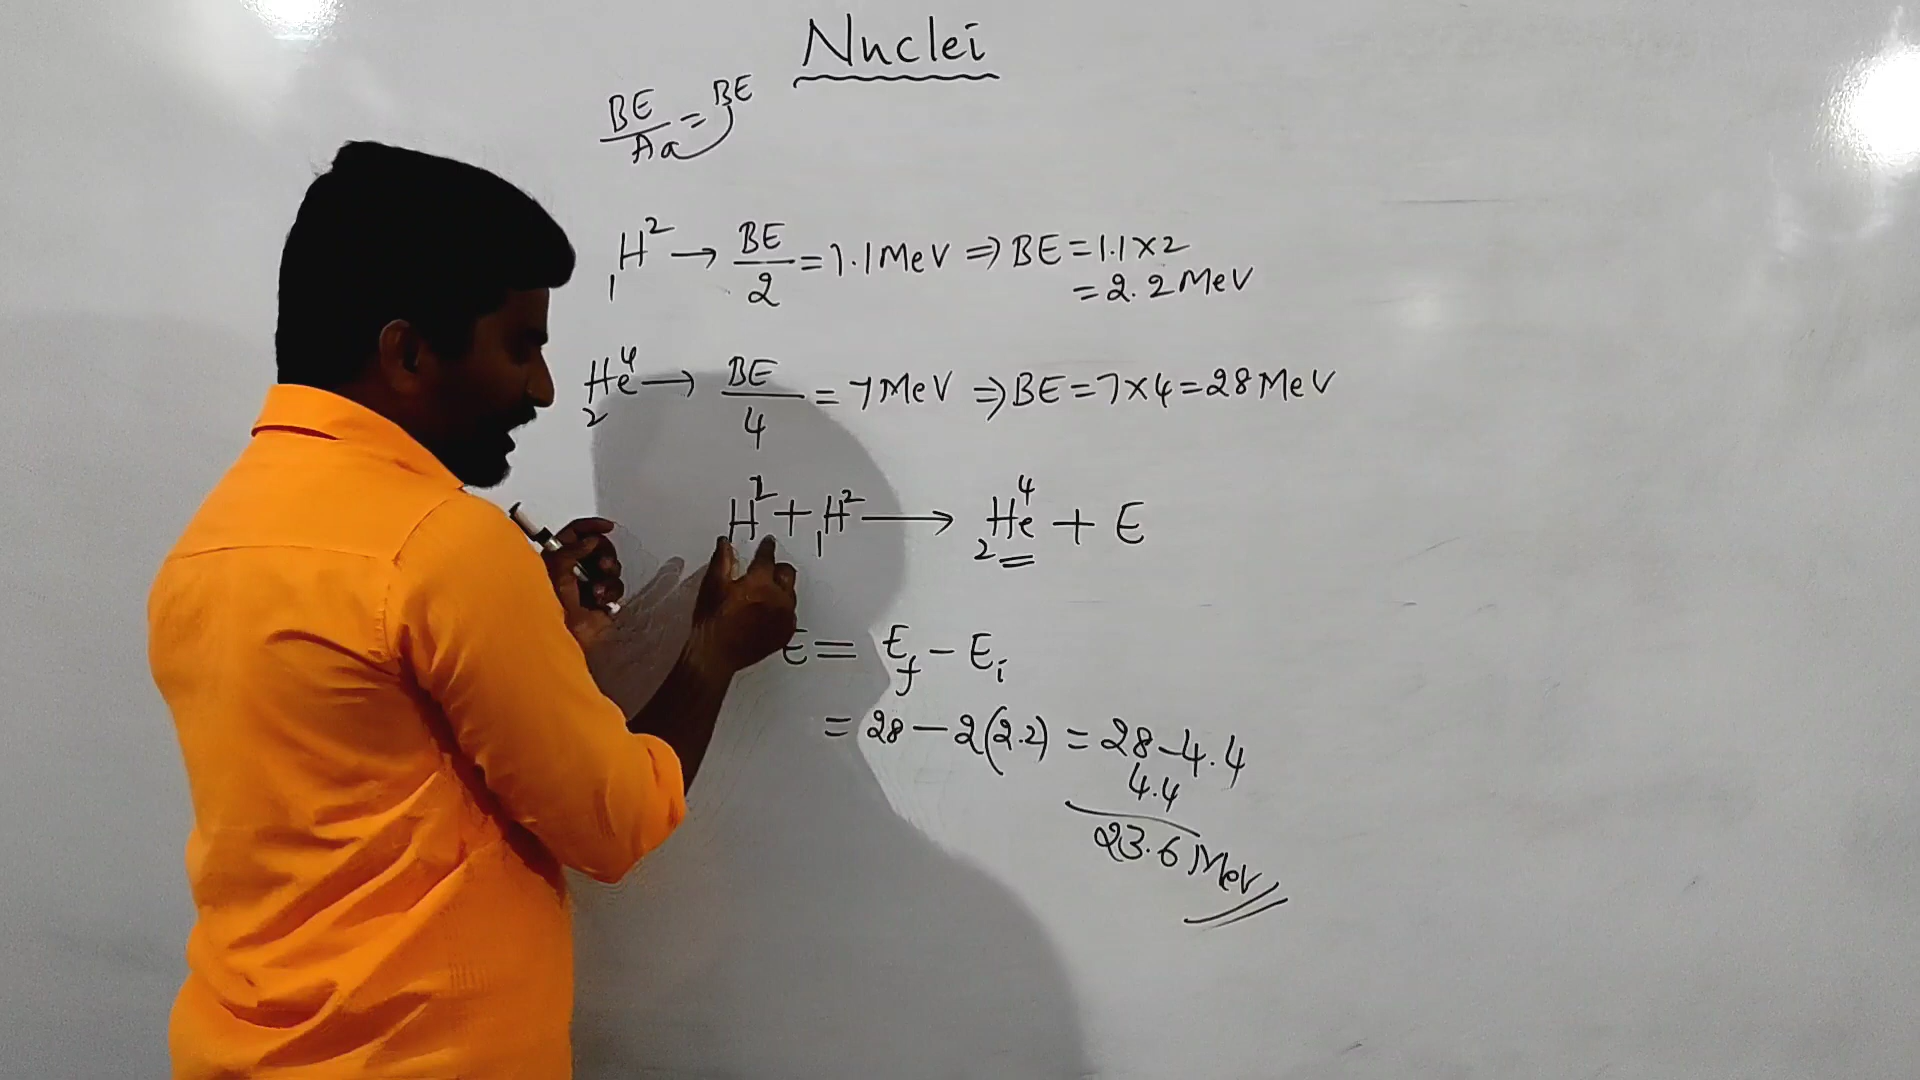 Nuclei
BE/Aa = BE
₁H² → BE/2 = 1.1 MeV ⇒ BE = 1.1 × 2
= 2.2 MeV
₂He⁴ → BE/4 = 7 MeV ⇒ BE = 7 × 4 = 28 MeV
H² + ₁H² → ₂He⁴ + E
E = E_f − E_i
= 28 − 2(2.2) = 28 − 4.4
4.4
23.6 MeV